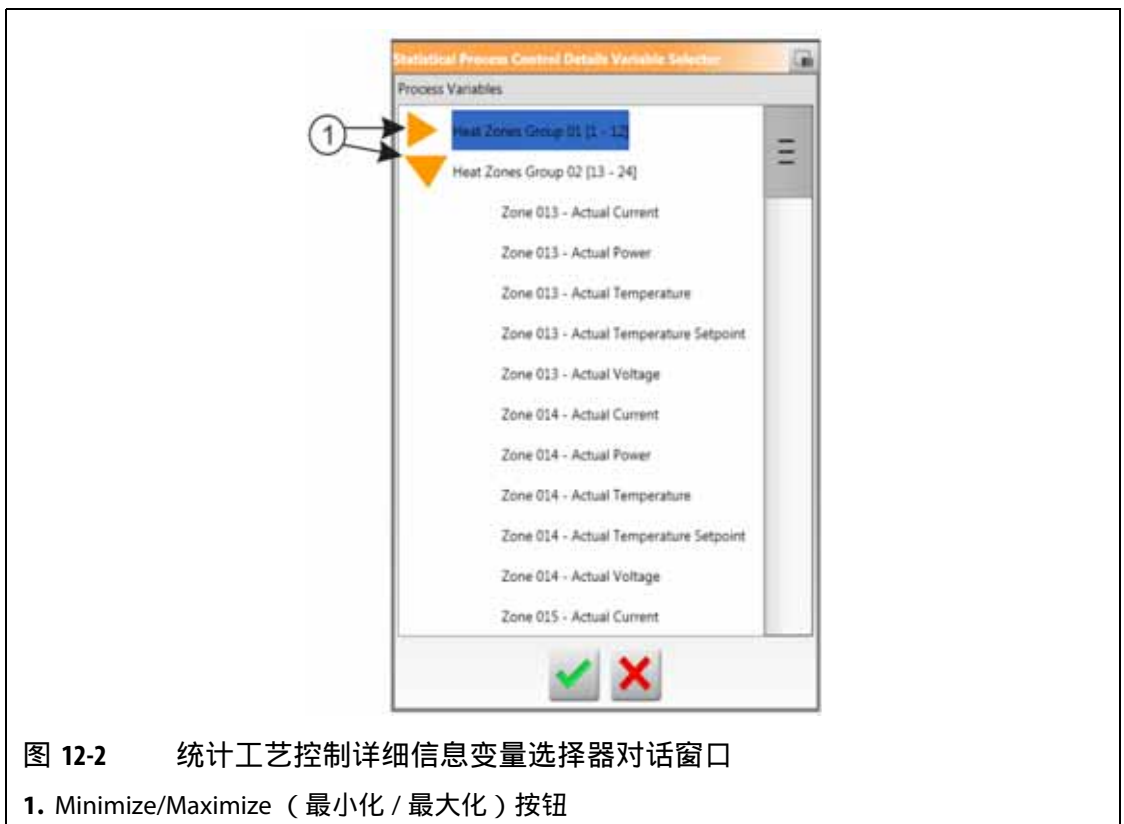 Statistical Process Control Details Variable Selector
Process Variables
1
Heat Zones Group 01 [1 - 12]
Heat Zones Group 02 [13 - 24]
Zone 013 - Actual Current
Zone 013 - Actual Power
Zone 013 - Actual Temperature
Zone 013 - Actual Temperature Setpoint
Zone 013 - Actual Voltage
Zone 014 - Actual Current
Zone 014 - Actual Power
Zone 014 - Actual Temperature
Zone 014 - Actual Temperature Setpoint
Zone 014 - Actual Voltage
Zone 015 - Actual Current
图 12-2 统计工艺控制详细信息变量选择器对话窗口
1. Minimize/Maximize （最小化 / 最大化）按钮